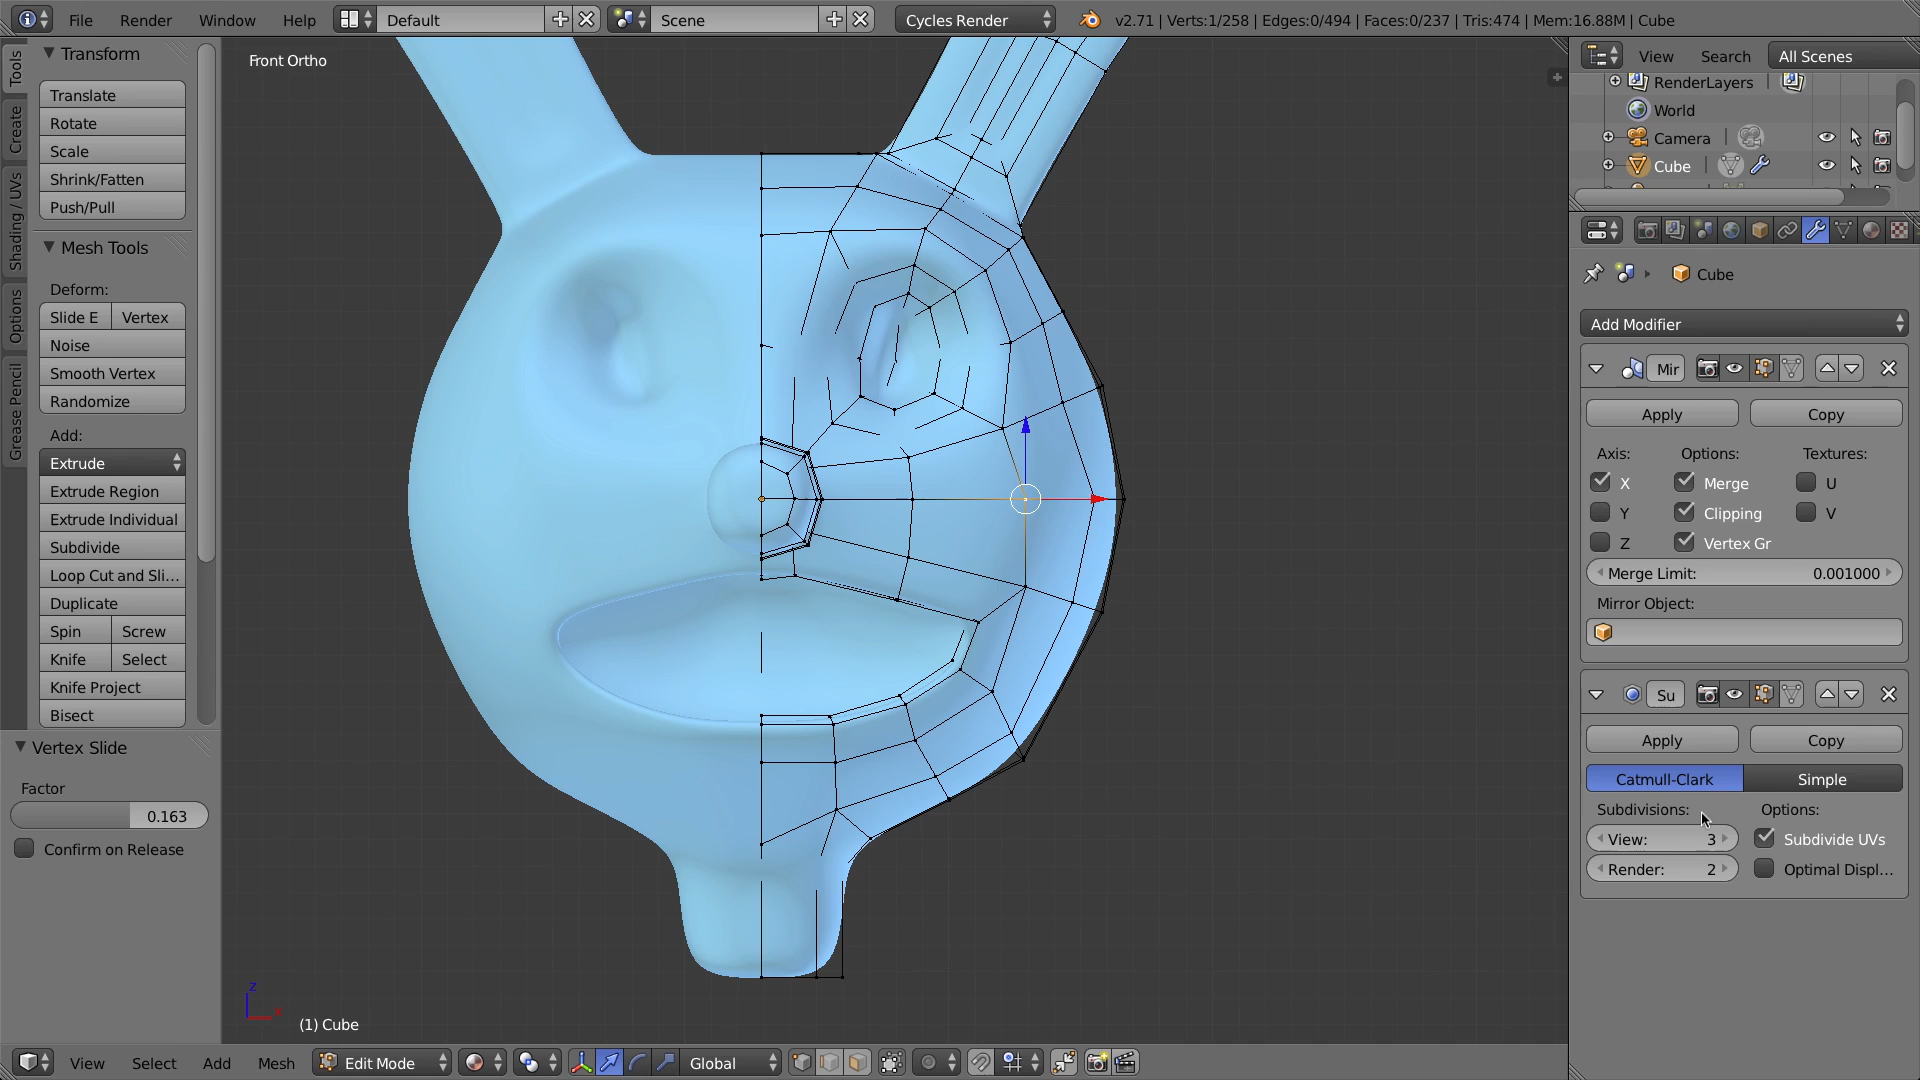 File Render Window Help Default Scene Cycles Render v2.71 | Verts:1/258 | Edges:0/494 | Faces:0/237 | Tris:474 | Mem:16.88M | Cube
Tools
Create
Shading / UVs
Options
Grease Pencil
Transform
Translate
Rotate
Scale
Shrink/Fatten
Push/Pull
Mesh Tools
Deform:
Slide E Vertex
Noise
Smooth Vertex
Randomize
Add:
Extrude
Extrude Region
Extrude Individual
Subdivide
Loop Cut and Sli...
Duplicate
Spin Screw
Knife Select
Knife Project
Bisect
Vertex Slide
Factor
0.163
Confirm on Release
Front Ortho
z
x
(1) Cube
View Select Add Mesh Edit Mode Global
View Search All Scenes
RenderLayers
World
Camera
Cube
Cube
Add Modifier
Mir
Apply Copy
Axis: Options: Textures:
X Merge U
Y Clipping V
Z Vertex Gr
Merge Limit: 0.001000
Mirror Object:
Su
Apply Copy
Catmull-Clark Simple
Subdivisions: Options:
View: 3 Subdivide UVs
Render: 2 Optimal Displ...